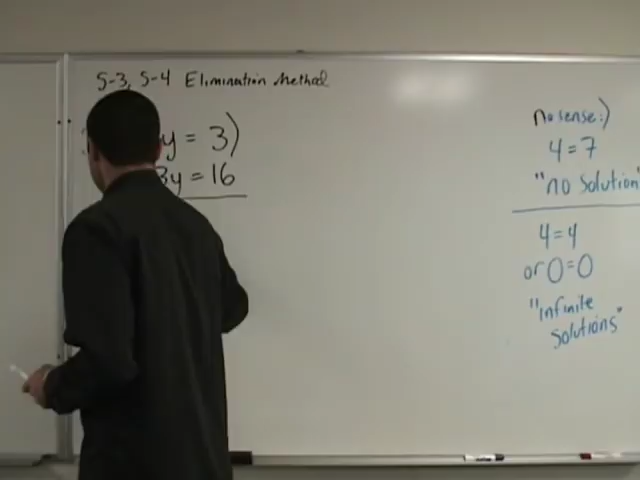 5-3, 5-4 Elimination Method
y = 3)
3y = 16
no sense:)
4 = 7
"no solution"
4 = 4
or 0 = 0
"infinite
solutions"